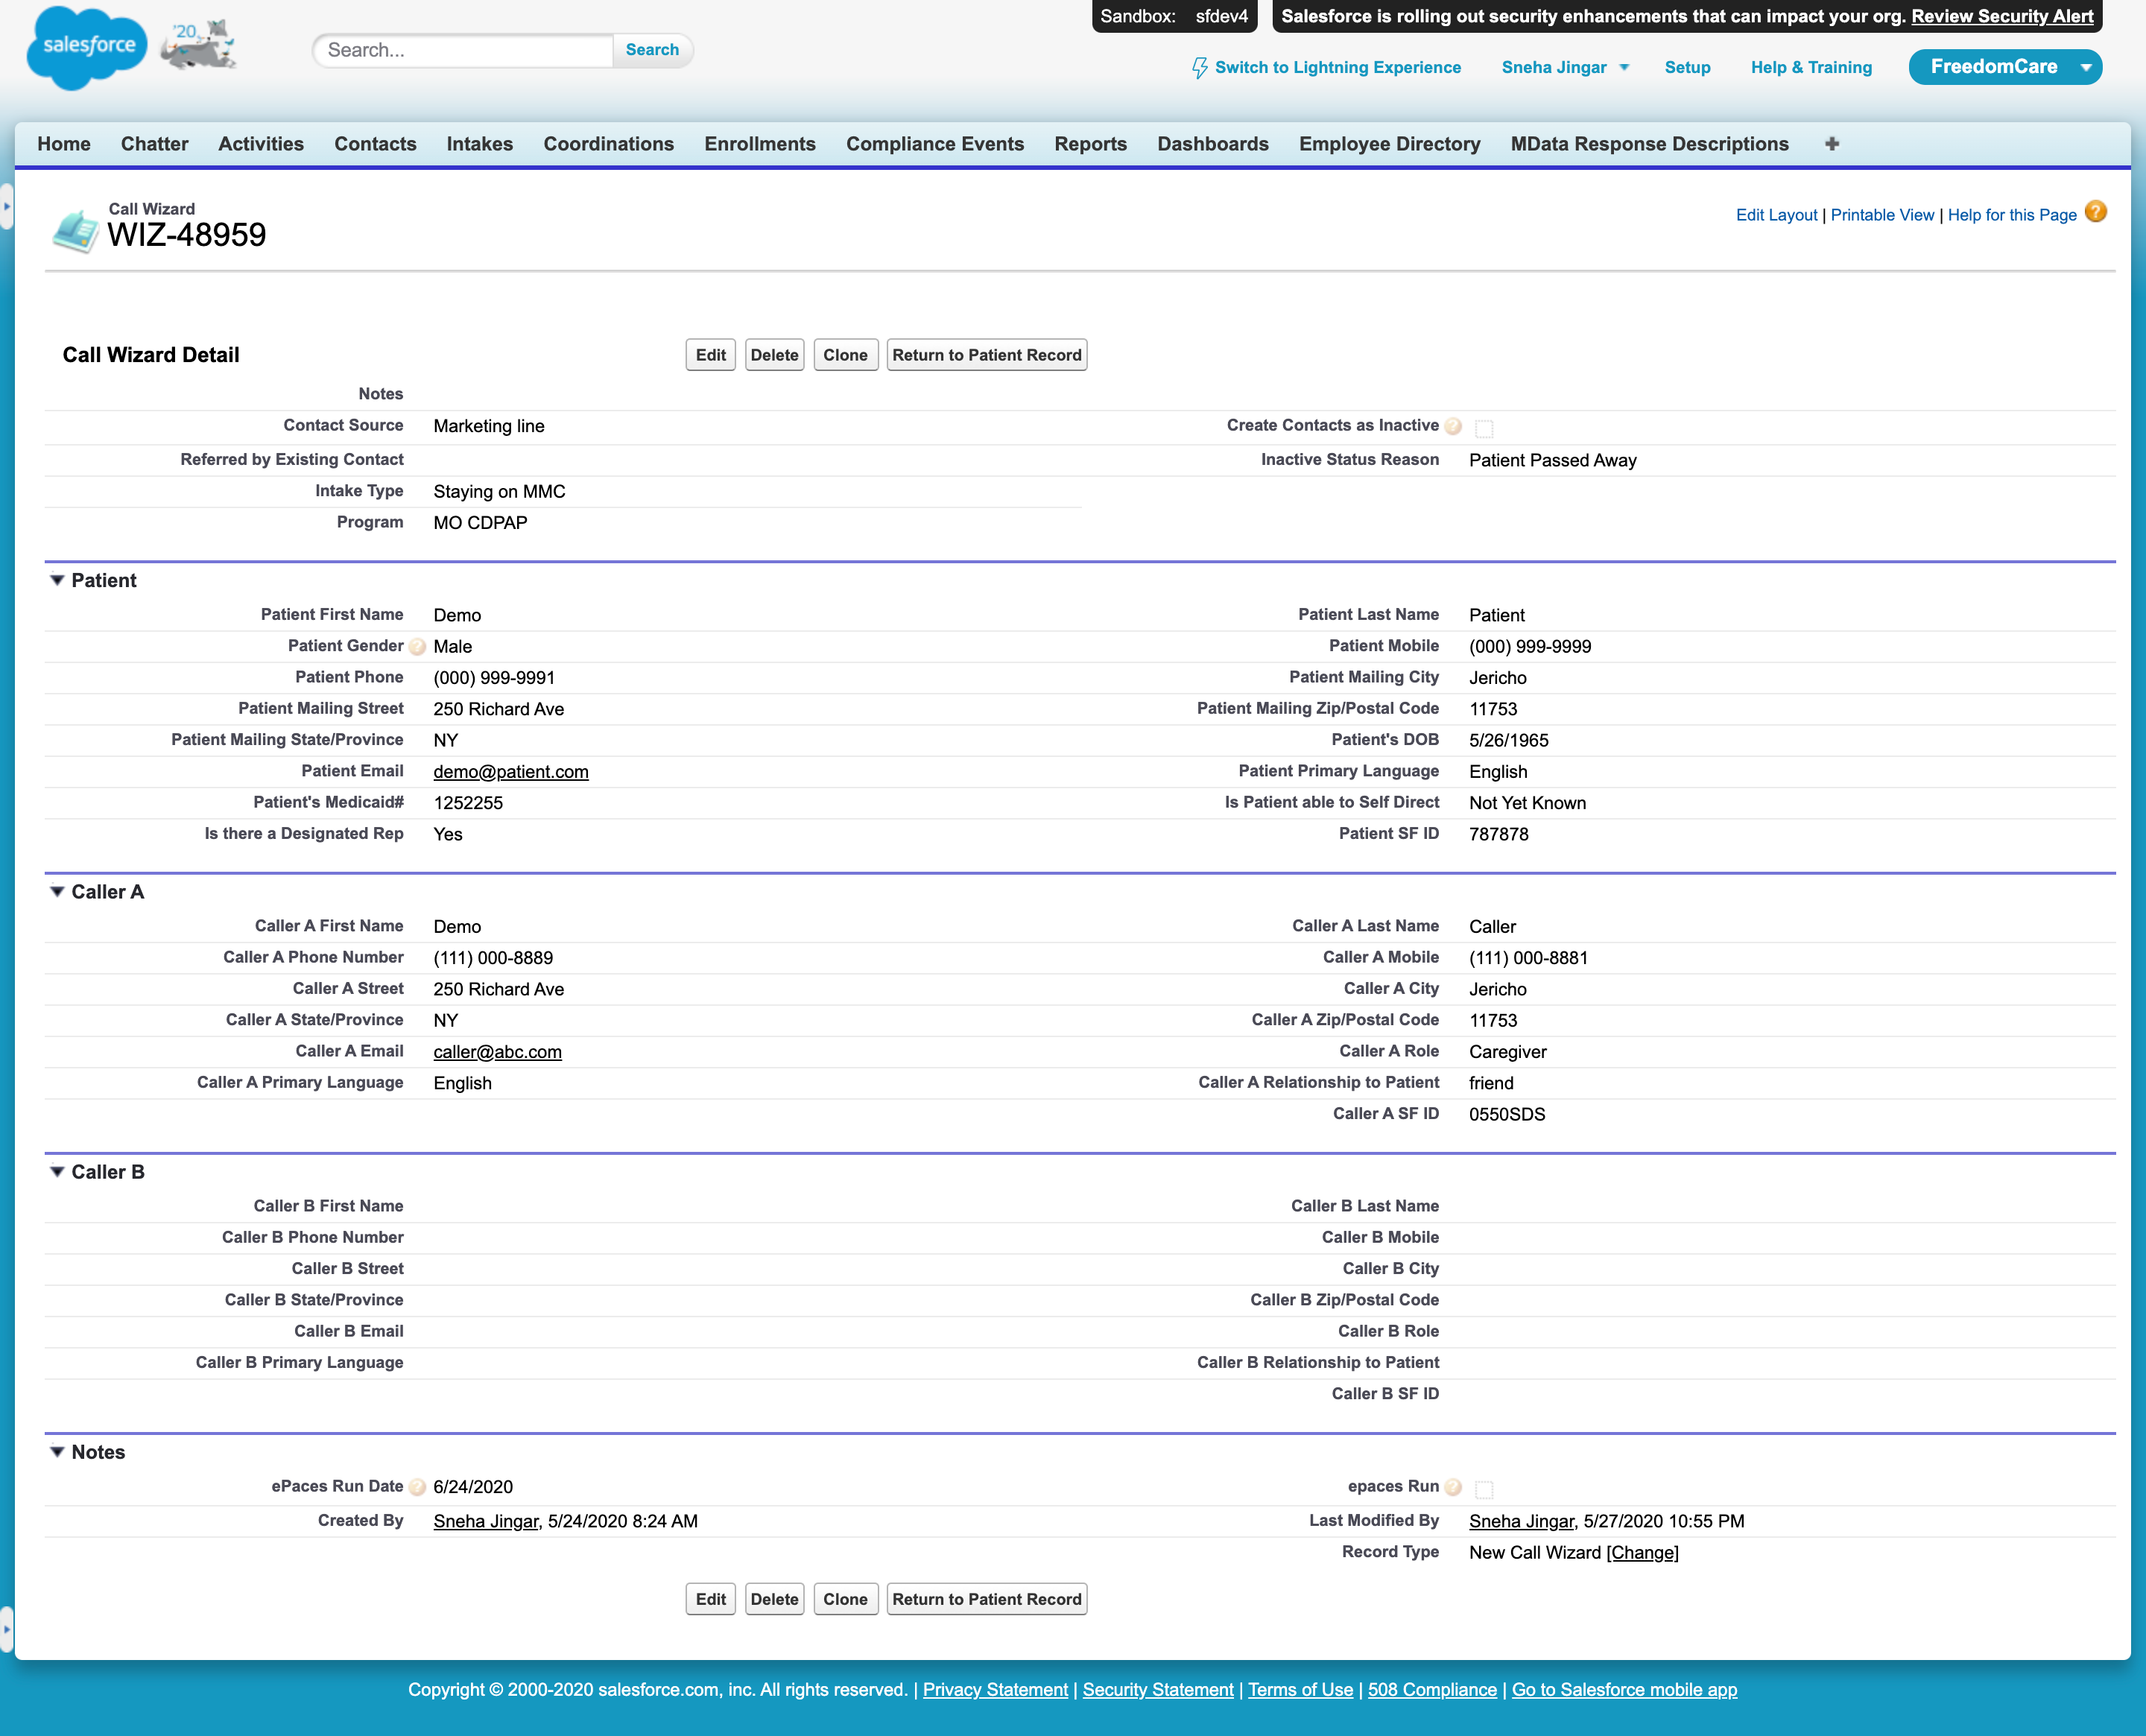 Sandbox: sfdev4 Salesforce is rolling out security enhancements that can impact your org. Review Security Alert
salesforce '20 Search... Search
Switch to Lightning Experience Sneha Jingar Setup Help & Training FreedomCare
Home Chatter Activities Contacts Intakes Coordinations Enrollments Compliance Events Reports Dashboards Employee Directory MData Response Descriptions +
Call Wizard
WIZ-48959
Edit Layout | Printable View | Help for this Page ?
Call Wizard Detail Edit Delete Clone Return to Patient Record
Notes
Contact Source Marketing line Create Contacts as Inactive ?
Referred by Existing Contact Inactive Status Reason Patient Passed Away
Intake Type Staying on MMC
Program MO CDPAP
Patient
Patient First Name Demo Patient Last Name Patient
Patient Gender ? Male Patient Mobile (000) 999-9999
Patient Phone (000) 999-9991 Patient Mailing City Jericho
Patient Mailing Street 250 Richard Ave Patient Mailing Zip/Postal Code 11753
Patient Mailing State/Province NY Patient's DOB 5/26/1965
Patient Email demo@patient.com Patient Primary Language English
Patient's Medicaid# 1252255 Is Patient able to Self Direct Not Yet Known
Is there a Designated Rep Yes Patient SF ID 787878
Caller A
Caller A First Name Demo Caller A Last Name Caller
Caller A Phone Number (111) 000-8889 Caller A Mobile (111) 000-8881
Caller A Street 250 Richard Ave Caller A City Jericho
Caller A State/Province NY Caller A Zip/Postal Code 11753
Caller A Email caller@abc.com Caller A Role Caregiver
Caller A Primary Language English Caller A Relationship to Patient friend
Caller A SF ID 0550SDS
Caller B
Caller B First Name Caller B Last Name
Caller B Phone Number Caller B Mobile
Caller B Street Caller B City
Caller B State/Province Caller B Zip/Postal Code
Caller B Email Caller B Role
Caller B Primary Language Caller B Relationship to Patient
Caller B SF ID
Notes
ePaces Run Date ? 6/24/2020 epaces Run ?
Created By Sneha Jingar, 5/24/2020 8:24 AM Last Modified By Sneha Jingar, 5/27/2020 10:55 PM
Record Type New Call Wizard [Change]
Edit Delete Clone Return to Patient Record
Copyright © 2000-2020 salesforce.com, inc. All rights reserved. | Privacy Statement | Security Statement | Terms of Use | 508 Compliance | Go to Salesforce mobile app